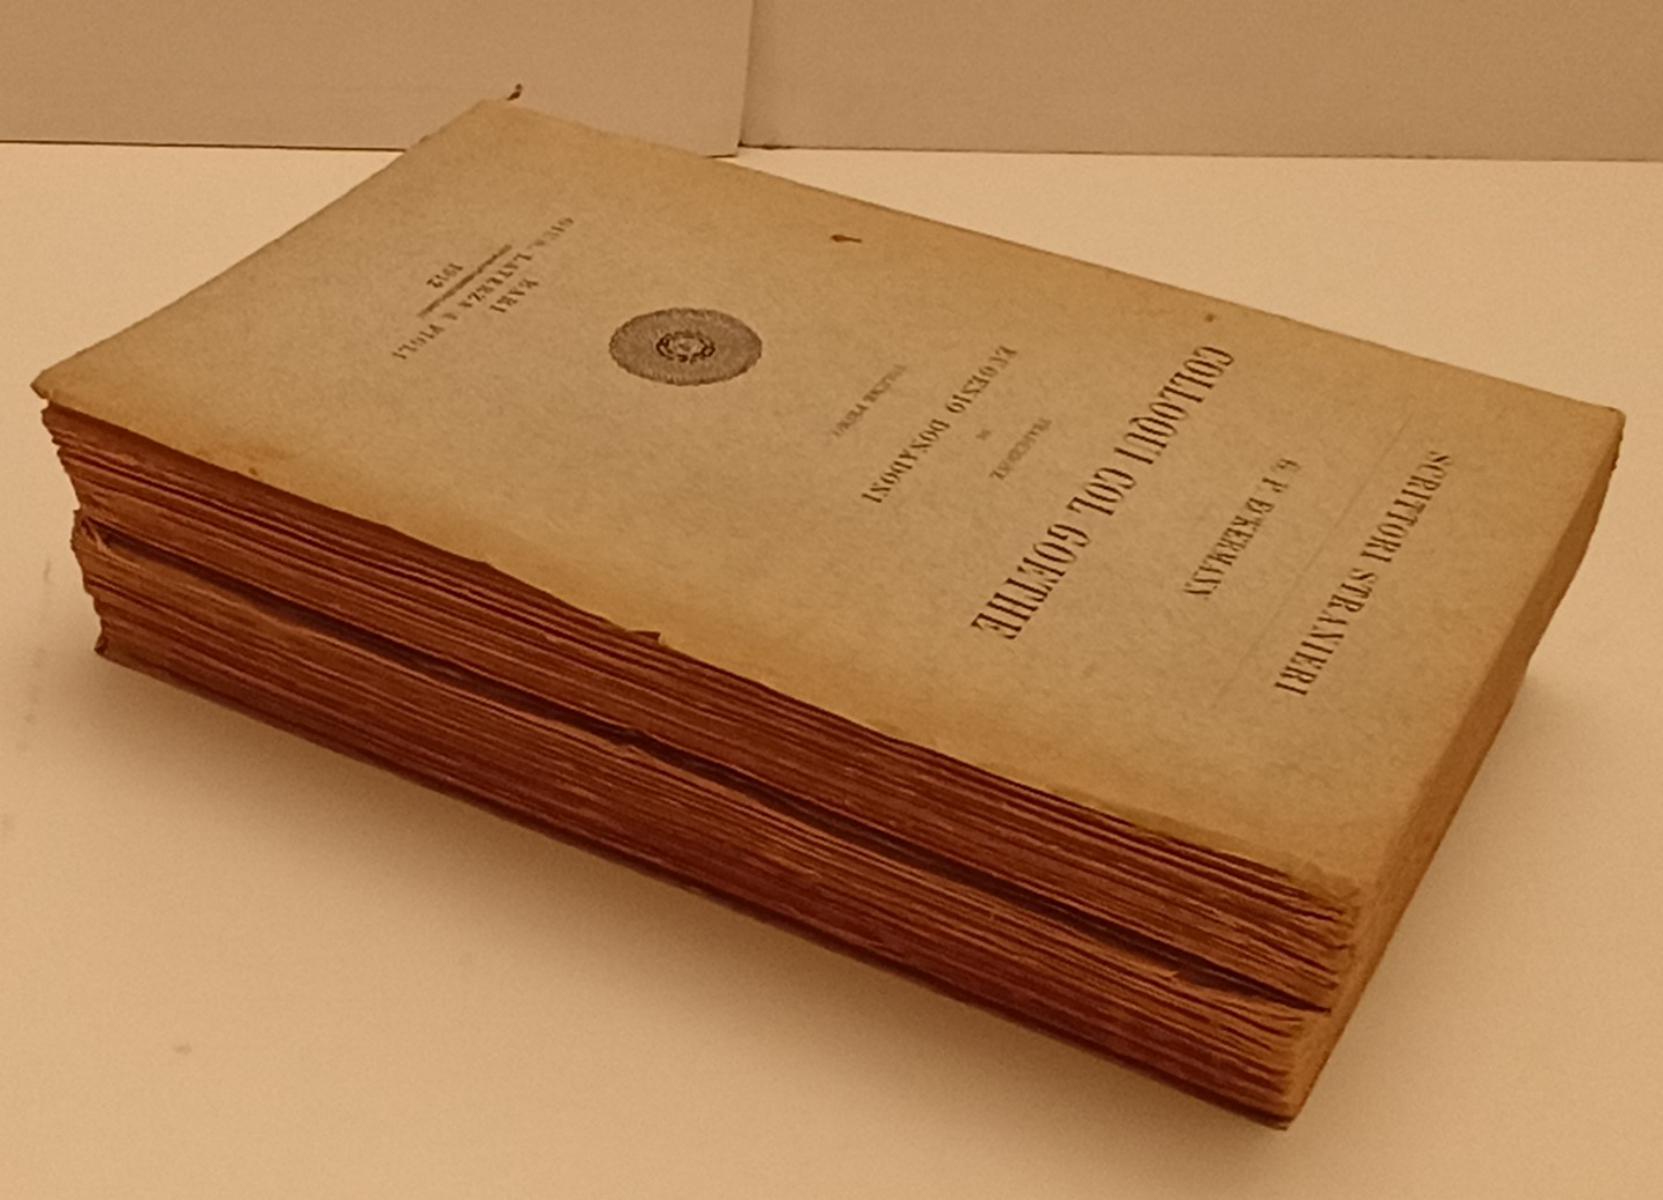 SCRITTORI STRANIERI
G. P. ECKERMANN
COLLOQUI COL GOETHE
TRADUZIONE
DI
EUGENIO DONADONI
VOLUME PRIMO
BARI
GIUS. LATERZA & FIGLI
1912